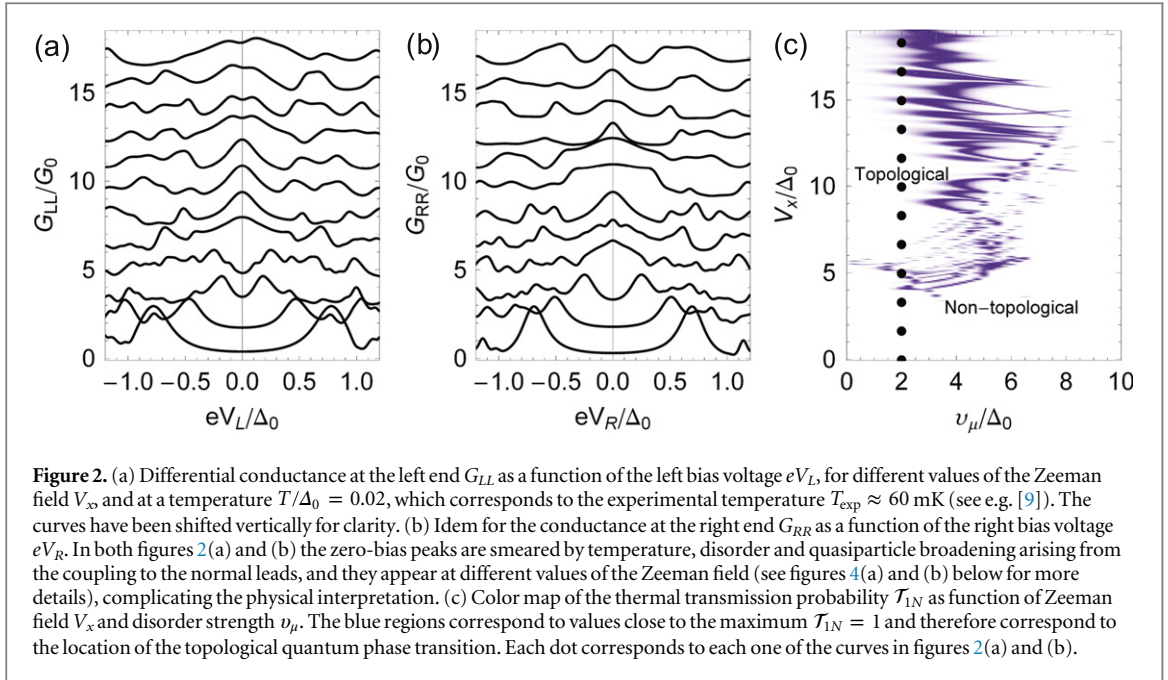 (a)
(b)
(c)
G_LL/G_0
15
10
5
0
−1.0 −0.5 0.0 0.5 1.0
eV_L/Δ_0
G_RR/G_0
15
10
5
0
−1.0 −0.5 0.0 0.5 1.0
eV_R/Δ_0
V_x/Δ_0
15
10
5
0
Topological
Non−topological
0 2 4 6 8 10
υ_μ/Δ_0
Figure 2. (a) Differential conductance at the left end G_LL as a function of the left bias voltage eV_L, for different values of the Zeeman
field V_x, and at a temperature T/Δ_0 = 0.02, which corresponds to the experimental temperature T_exp ≈ 60 mK (see e.g. [9]). The
curves have been shifted vertically for clarity. (b) Idem for the conductance at the right end G_RR as a function of the right bias voltage
eV_R. In both figures 2(a) and (b) the zero-bias peaks are smeared by temperature, disorder and quasiparticle broadening arising from
the coupling to the normal leads, and they appear at different values of the Zeeman field (see figures 4(a) and (b) below for more
details), complicating the physical interpretation. (c) Color map of the thermal transmission probability 𝒯_1N as function of Zeeman
field V_x and disorder strength υ_μ. The blue regions correspond to values close to the maximum 𝒯_1N = 1 and therefore correspond to
the location of the topological quantum phase transition. Each dot corresponds to each one of the curves in figures 2(a) and (b).